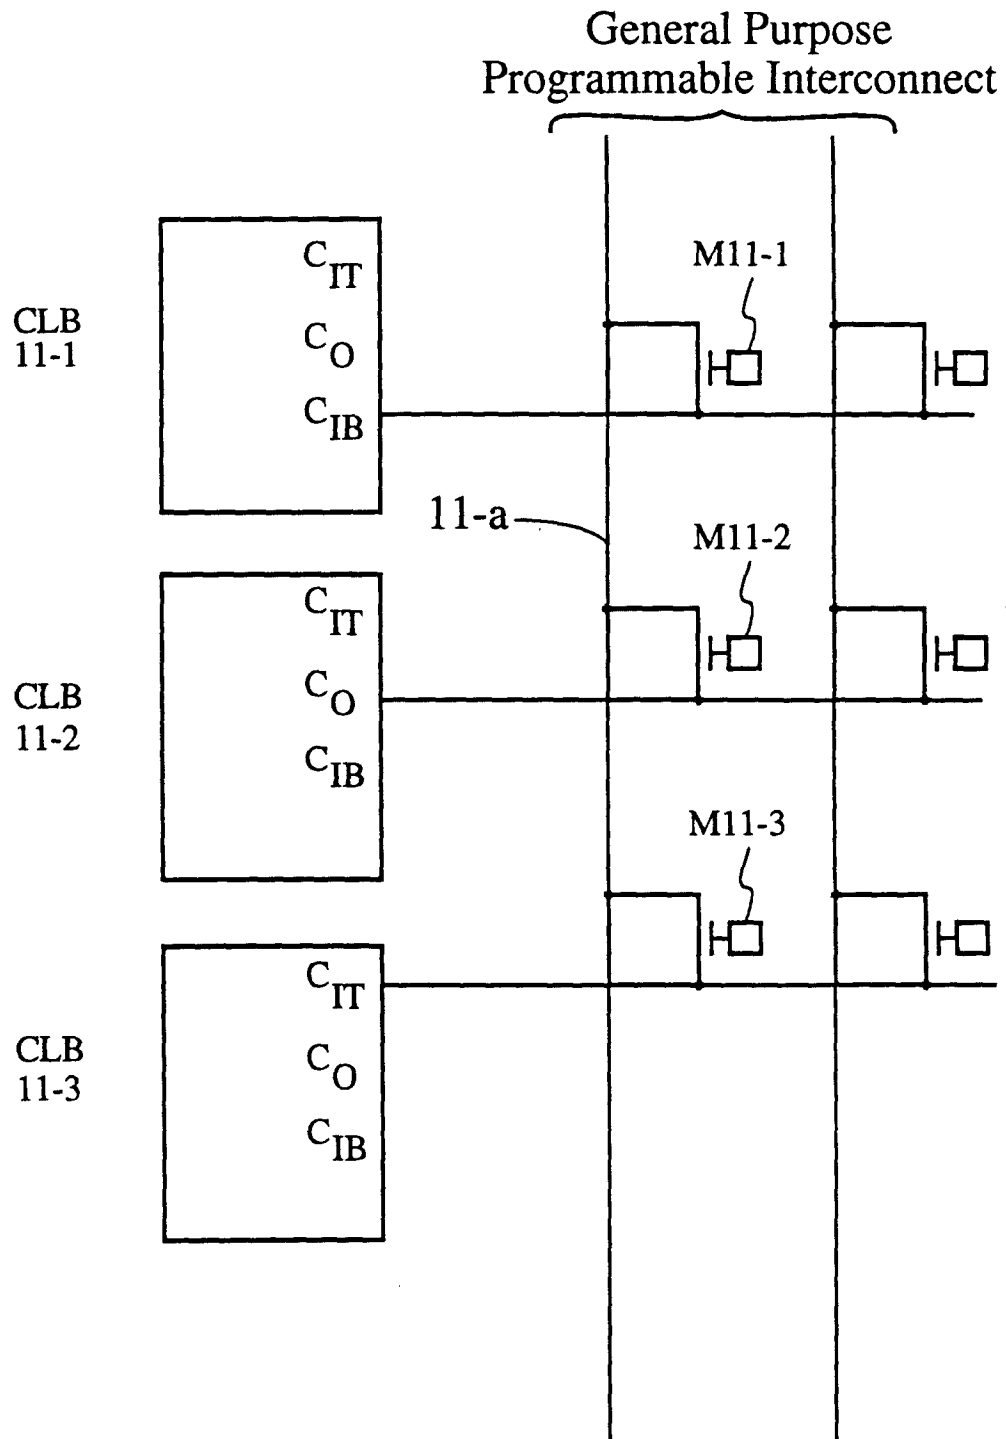 General Purpose
Programmable Interconnect
CLB
11-1
C_IT
C_O
C_IB
M11-1
11-a
CLB
11-2
C_IT
C_O
C_IB
M11-2
CLB
11-3
C_IT
C_O
C_IB
M11-3